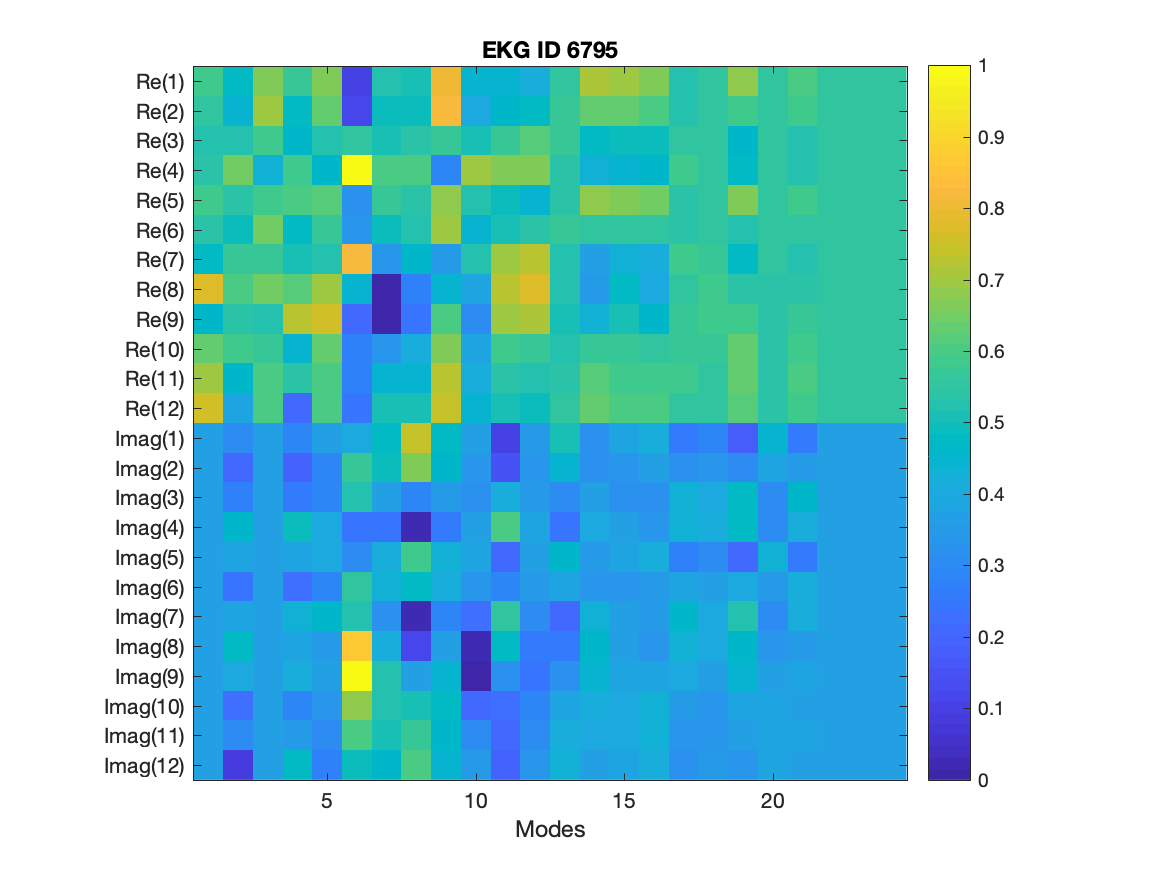 EKG ID 6795
Re(1)
Re(2)
Re(3)
Re(4)
Re(5)
Re(6)
Re(7)
Re(8)
Re(9)
Re(10)
Re(11)
Re(12)
Imag(1)
Imag(2)
Imag(3)
Imag(4)
Imag(5)
Imag(6)
Imag(7)
Imag(8)
Imag(9)
Imag(10)
Imag(11)
Imag(12)
5 10 15 20
Modes
1
0.9
0.8
0.7
0.6
0.5
0.4
0.3
0.2
0.1
0